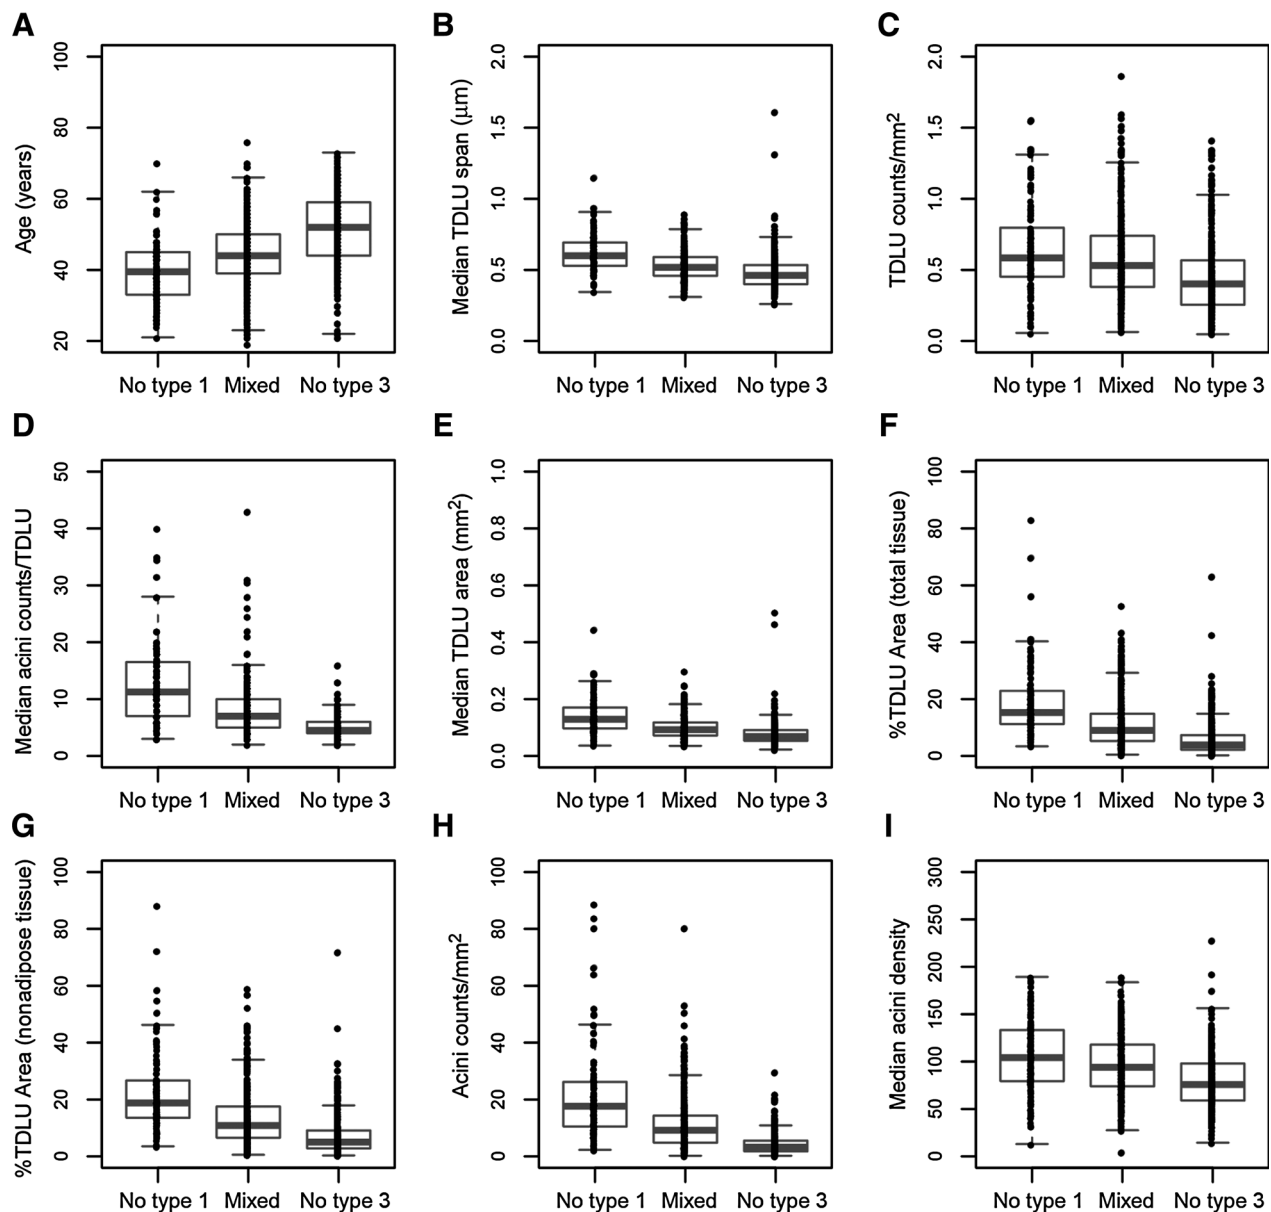 A
Age (years)
100
80
60
40
20
No type 1 Mixed No type 3
B
Median TDLU span (μm)
2.0
1.5
1.0
0.5
0.0
No type 1 Mixed No type 3
C
TDLU counts/mm2
2.0
1.5
1.0
0.5
0.0
No type 1 Mixed No type 3
D
Median acini counts/TDLU
50
40
30
20
10
0
No type 1 Mixed No type 3
E
Median TDLU area (mm2)
1.0
0.8
0.6
0.4
0.2
0.0
No type 1 Mixed No type 3
F
%TDLU Area (total tissue)
100
80
60
40
20
0
No type 1 Mixed No type 3
G
%TDLU Area (nonadipose tissue)
100
80
60
40
20
0
No type 1 Mixed No type 3
H
Acini counts/mm2
100
80
60
40
20
0
No type 1 Mixed No type 3
I
Median acini density
300
250
200
150
100
50
0
No type 1 Mixed No type 3